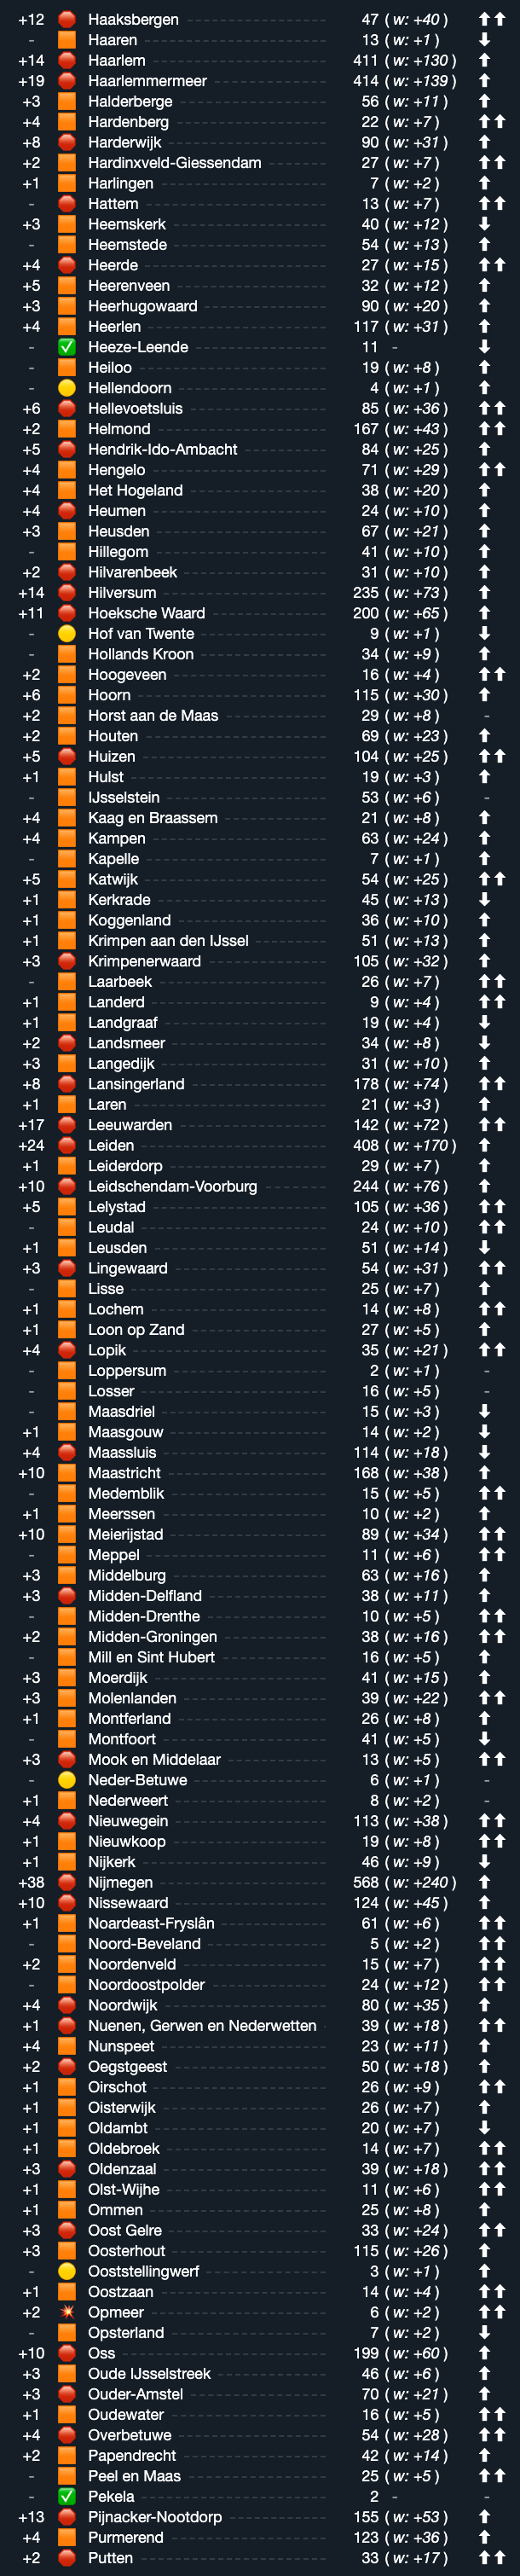 +12 🛑 Haaksbergen 47 ( w: +40 ) ⬆⬆
- 🟧 Haaren 13 ( w: +1 ) ⬇
+14 🛑 Haarlem 411 ( w: +130 ) ⬆
+19 🛑 Haarlemmermeer 414 ( w: +139 ) ⬆
+3 🟧 Halderberge 56 ( w: +11 ) ⬆
+4 🟧 Hardenberg 22 ( w: +7 ) ⬆⬆
+8 🛑 Harderwijk 90 ( w: +31 ) ⬆
+2 🟧 Hardinxveld-Giessendam 27 ( w: +7 ) ⬆⬆
+1 🟧 Harlingen 7 ( w: +2 ) ⬆
- 🛑 Hattem 13 ( w: +7 ) ⬆⬆
+3 🟧 Heemskerk 40 ( w: +12 ) ⬇
- 🟧 Heemstede 54 ( w: +13 ) ⬆
+4 🛑 Heerde 27 ( w: +15 ) ⬆⬆
+5 🟧 Heerenveen 32 ( w: +12 ) ⬆
+3 🟧 Heerhugowaard 90 ( w: +20 ) ⬆
+4 🟧 Heerlen 117 ( w: +31 ) ⬆
- ✅ Heeze-Leende 11 - ⬇
- 🟧 Heiloo 19 ( w: +8 ) ⬆
- 🟡 Hellendoorn 4 ( w: +1 ) ⬆
+6 🛑 Hellevoetsluis 85 ( w: +36 ) ⬆⬆
+2 🟧 Helmond 167 ( w: +43 ) ⬆⬆
+5 🛑 Hendrik-Ido-Ambacht 84 ( w: +25 ) ⬆
+4 🟧 Hengelo 71 ( w: +29 ) ⬆⬆
+4 🟧 Het Hogeland 38 ( w: +20 ) ⬆
+4 🛑 Heumen 24 ( w: +10 ) ⬆
+3 🟧 Heusden 67 ( w: +21 ) ⬆
- 🟧 Hillegom 41 ( w: +10 ) ⬆
+2 🛑 Hilvarenbeek 31 ( w: +10 ) ⬆
+14 🛑 Hilversum 235 ( w: +73 ) ⬆
+11 🛑 Hoeksche Waard 200 ( w: +65 ) ⬆
- 🟡 Hof van Twente 9 ( w: +1 ) ⬇
- 🟧 Hollands Kroon 34 ( w: +9 ) ⬆
+2 🟧 Hoogeveen 16 ( w: +4 ) ⬆⬆
+6 🟧 Hoorn 115 ( w: +30 ) ⬆
+2 🟧 Horst aan de Maas 29 ( w: +8 ) -
+2 🟧 Houten 69 ( w: +23 ) ⬆
+5 🛑 Huizen 104 ( w: +25 ) ⬆⬆
+1 🟧 Hulst 19 ( w: +3 ) ⬆
- 🟧 IJsselstein 53 ( w: +6 ) -
+4 🟧 Kaag en Braassem 21 ( w: +8 ) ⬆
+4 🟧 Kampen 63 ( w: +24 ) ⬆
- 🟧 Kapelle 7 ( w: +1 ) ⬆
+5 🟧 Katwijk 54 ( w: +25 ) ⬆⬆
+1 🟧 Kerkrade 45 ( w: +13 ) ⬇
+1 🟧 Koggenland 36 ( w: +10 ) ⬆
+1 🟧 Krimpen aan den IJssel 51 ( w: +13 ) ⬆
+3 🛑 Krimpenerwaard 105 ( w: +32 ) ⬆
- 🟧 Laarbeek 26 ( w: +7 ) ⬆⬆
+1 🟧 Landerd 9 ( w: +4 ) ⬆⬆
+1 🟧 Landgraaf 19 ( w: +4 ) ⬇
+2 🛑 Landsmeer 34 ( w: +8 ) ⬇
+3 🟧 Langedijk 31 ( w: +10 ) ⬆
+8 🛑 Lansingerland 178 ( w: +74 ) ⬆⬆
+1 🟧 Laren 21 ( w: +3 ) ⬆
+17 🛑 Leeuwarden 142 ( w: +72 ) ⬆⬆
+24 🛑 Leiden 408 ( w: +170 ) ⬆
+1 🟧 Leiderdorp 29 ( w: +7 ) ⬆
+10 🛑 Leidschendam-Voorburg 244 ( w: +76 ) ⬆
+5 🟧 Lelystad 105 ( w: +36 ) ⬆⬆
- 🟧 Leudal 24 ( w: +10 ) ⬆⬆
+1 🟧 Leusden 51 ( w: +14 ) ⬇
+3 🛑 Lingewaard 54 ( w: +31 ) ⬆⬆
- 🟧 Lisse 25 ( w: +7 ) ⬆
+1 🟧 Lochem 14 ( w: +8 ) ⬆⬆
+1 🟧 Loon op Zand 27 ( w: +5 ) ⬆
+4 🛑 Lopik 35 ( w: +21 ) ⬆⬆
- 🟧 Loppersum 2 ( w: +1 ) -
- 🟧 Losser 16 ( w: +5 ) -
- 🟧 Maasdriel 15 ( w: +3 ) ⬇
+1 🟧 Maasgouw 14 ( w: +2 ) ⬇
+4 🛑 Maassluis 114 ( w: +18 ) ⬇
+10 🟧 Maastricht 168 ( w: +38 ) ⬆
- 🟧 Medemblik 15 ( w: +5 ) ⬆⬆
+1 🟧 Meerssen 10 ( w: +2 ) ⬆
+10 🟧 Meierijstad 89 ( w: +34 ) ⬆⬆
- 🟧 Meppel 11 ( w: +6 ) ⬆⬆
+3 🟧 Middelburg 63 ( w: +16 ) ⬆
+3 🛑 Midden-Delfland 38 ( w: +11 ) ⬆
- 🟧 Midden-Drenthe 10 ( w: +5 ) ⬆⬆
+2 🟧 Midden-Groningen 38 ( w: +16 ) ⬆⬆
- 🟧 Mill en Sint Hubert 16 ( w: +5 ) ⬆
+3 🟧 Moerdijk 41 ( w: +15 ) ⬆
+3 🟧 Molenlanden 39 ( w: +22 ) ⬆⬆
+1 🟧 Montferland 26 ( w: +8 ) ⬆
- 🟧 Montfoort 41 ( w: +5 ) ⬇
+3 🛑 Mook en Middelaar 13 ( w: +5 ) ⬆⬆
- 🟡 Neder-Betuwe 6 ( w: +1 ) -
+1 🟧 Nederweert 8 ( w: +2 ) -
+4 🛑 Nieuwegein 113 ( w: +38 ) ⬆⬆
+1 🟧 Nieuwkoop 19 ( w: +8 ) ⬆⬆
+1 🟧 Nijkerk 46 ( w: +9 ) ⬇
+38 🛑 Nijmegen 568 ( w: +240 ) ⬆
+10 🛑 Nissewaard 124 ( w: +45 ) ⬆
+1 🟧 Noardeast-Fryslân 61 ( w: +6 ) ⬆⬆
- 🟧 Noord-Beveland 5 ( w: +2 ) ⬆⬆
+2 🟧 Noordenveld 15 ( w: +7 ) ⬆⬆
- 🟧 Noordoostpolder 24 ( w: +12 ) ⬆⬆
+4 🛑 Noordwijk 80 ( w: +35 ) ⬆
+1 🛑 Nuenen, Gerwen en Nederwetten 39 ( w: +18 ) ⬆⬆
+4 🟧 Nunspeet 23 ( w: +11 ) ⬆
+2 🛑 Oegstgeest 50 ( w: +18 ) ⬆
+1 🟧 Oirschot 26 ( w: +9 ) ⬆⬆
+1 🟧 Oisterwijk 26 ( w: +7 ) ⬆
+1 🟧 Oldambt 20 ( w: +7 ) ⬇
+1 🟧 Oldebroek 14 ( w: +7 ) ⬆⬆
+3 🛑 Oldenzaal 39 ( w: +18 ) ⬆⬆
+1 🟧 Olst-Wijhe 11 ( w: +6 ) ⬆⬆
+1 🟧 Ommen 25 ( w: +8 ) ⬆
+3 🛑 Oost Gelre 33 ( w: +24 ) ⬆⬆
+3 🟧 Oosterhout 115 ( w: +26 ) ⬆
- 🟡 Ooststellingwerf 3 ( w: +1 ) ⬆
+1 🟧 Oostzaan 14 ( w: +4 ) ⬆⬆
+2 💥 Opmeer 6 ( w: +2 ) ⬆⬆
- 🟧 Opsterland 7 ( w: +2 ) ⬇
+10 🛑 Oss 199 ( w: +60 ) ⬆
+3 🟧 Oude IJsselstreek 46 ( w: +6 ) ⬆
+3 🛑 Ouder-Amstel 70 ( w: +21 ) ⬆
+1 🟧 Oudewater 16 ( w: +5 ) ⬆⬆
+4 🛑 Overbetuwe 54 ( w: +28 ) ⬆⬆
+2 🟧 Papendrecht 42 ( w: +14 ) ⬆
- 🟧 Peel en Maas 25 ( w: +5 ) ⬆⬆
- ✅ Pekela 2 - -
+13 🛑 Pijnacker-Nootdorp 155 ( w: +53 ) ⬆
+4 🟧 Purmerend 123 ( w: +36 ) ⬆
+2 🛑 Putten 33 ( w: +17 ) ⬆⬆